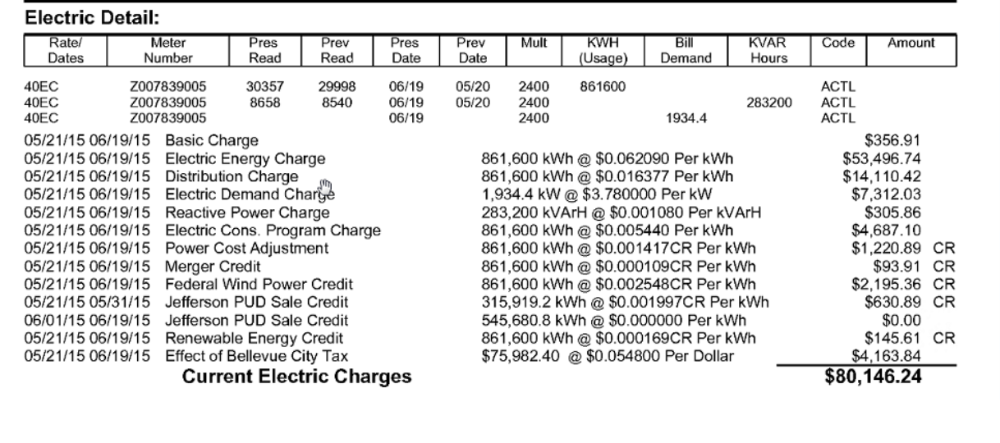 Electric Detail:
Rate/ Dates Meter Number Pres Read Prev Read Pres Date Prev Date Mult KWH (Usage) Bill Demand KVAR Hours Code Amount
40EC Z007839005 30357 29998 06/19 05/20 2400 861600 ACTL
40EC Z007839005 8658 8540 06/19 05/20 2400 283200 ACTL
40EC Z007839005 06/19 2400 1934.4 ACTL
05/21/15 06/19/15 Basic Charge $356.91
05/21/15 06/19/15 Electric Energy Charge 861,600 kWh @ $0.062090 Per kWh $53,496.74
05/21/15 06/19/15 Distribution Charge 861,600 kWh @ $0.016377 Per kWh $14,110.42
05/21/15 06/19/15 Electric Demand Charge 1,934.4 kW @ $3.780000 Per kW $7,312.03
05/21/15 06/19/15 Reactive Power Charge 283,200 kVArH @ $0.001080 Per kVArH $305.86
05/21/15 06/19/15 Electric Cons. Program Charge 861,600 kWh @ $0.005440 Per kWh $4,687.10
05/21/15 06/19/15 Power Cost Adjustment 861,600 kWh @ $0.001417CR Per kWh $1,220.89 CR
05/21/15 06/19/15 Merger Credit 861,600 kWh @ $0.000109CR Per kWh $93.91 CR
05/21/15 06/19/15 Federal Wind Power Credit 861,600 kWh @ $0.002548CR Per kWh $2,195.36 CR
05/21/15 05/31/15 Jefferson PUD Sale Credit 315,919.2 kWh @ $0.001997CR Per kWh $630.89 CR
06/01/15 06/19/15 Jefferson PUD Sale Credit 545,680.8 kWh @ $0.000000 Per kWh $0.00
05/21/15 06/19/15 Renewable Energy Credit 861,600 kWh @ $0.000169CR Per kWh $145.61 CR
05/21/15 06/19/15 Effect of Bellevue City Tax $75,982.40 @ $0.054800 Per Dollar $4,163.84
Current Electric Charges $80,146.24